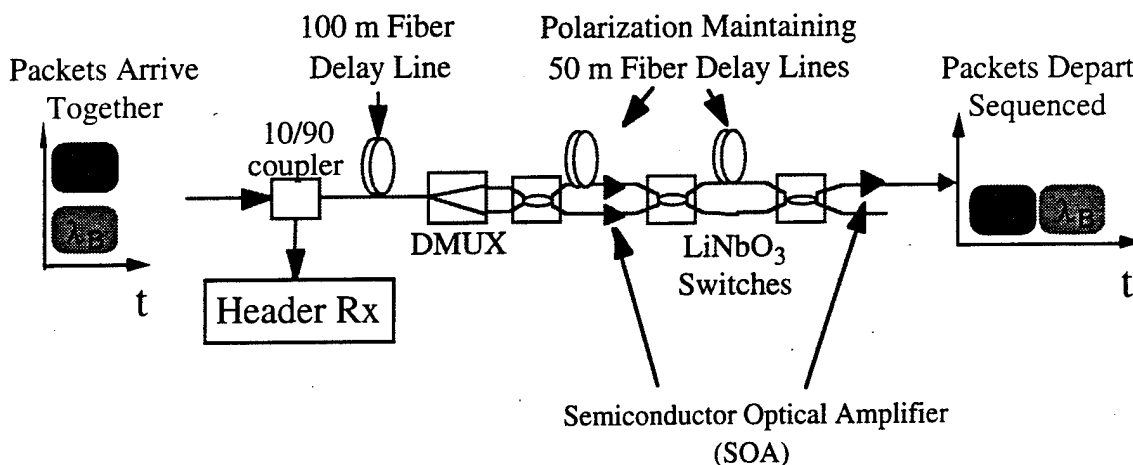 100 m Fiber
Delay Line
Polarization Maintaining
50 m Fiber Delay Lines
Packets Arrive
Together
Packets Depart
Sequenced
10/90
coupler
λB
λB
DMUX
LiNbO3
Switches
t
t
Header Rx
Semiconductor Optical Amplifier
(SOA)